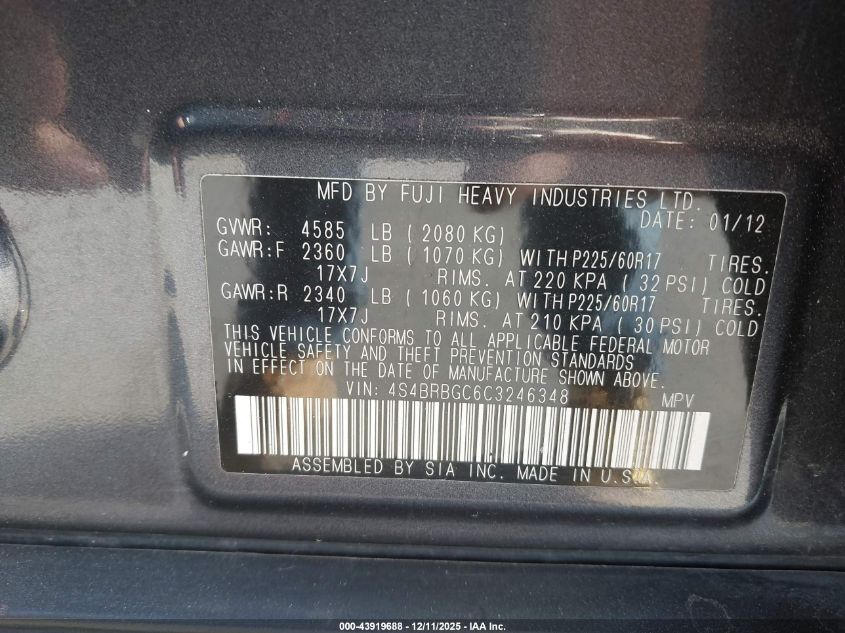 MFD BY FUJI HEAVY INDUSTRIES LTD.
DATE: 01/12
GVWR: 4585 LB ( 2080 KG)
GAWR:F 2360 LB ( 1070 KG) WITH P225/60R17 TIRES.
17X7J RIMS. AT 220 KPA ( 32 PSI) COLD
GAWR:R 2340 LB ( 1060 KG) WITH P225/60R17 TIRES.
17X7J RIMS. AT 210 KPA ( 30 PSI) COLD
THIS VEHICLE CONFORMS TO ALL APPLICABLE FEDERAL MOTOR
VEHICLE SAFETY AND THEFT PREVENTION STANDARDS
IN EFFECT ON THE DATE OF MANUFACTURE SHOWN ABOVE.
VIN: 4S4BRBGC6C3246348 MPV
ASSEMBLED BY SIA INC. MADE IN U.S.A.
000-43919688 - 12/11/2025 - IAA Inc.